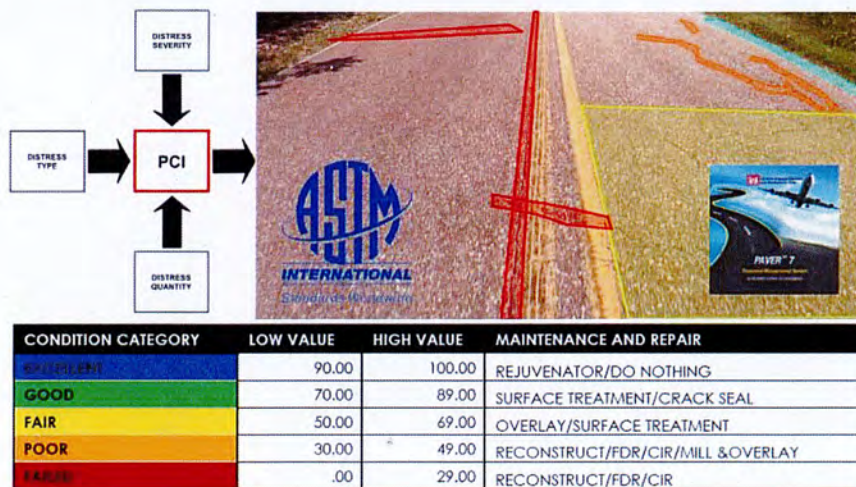 DISTRESS
SEVERITY
DISTRESS
TYPE
PCI
DISTRESS
QUANTITY
ASTM
INTERNATIONAL
Standards Worldwide
PAVER™ 7
CONDITION CATEGORY LOW VALUE HIGH VALUE MAINTENANCE AND REPAIR
EXCELLENT 90.00 100.00 REJUVENATOR/DO NOTHING
GOOD 70.00 89.00 SURFACE TREATMENT/CRACK SEAL
FAIR 50.00 69.00 OVERLAY/SURFACE TREATMENT
POOR 30.00 49.00 RECONSTRUCT/FDR/CIR/MILL &OVERLAY
FAILED .00 29.00 RECONSTRUCT/FDR/CIR